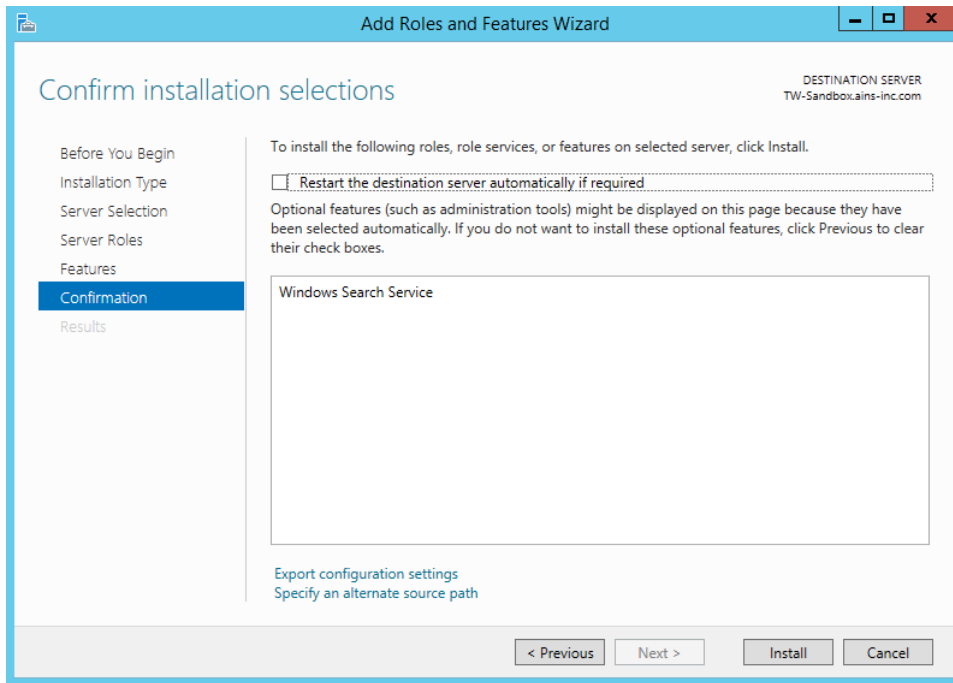 Add Roles and Features Wizard
Confirm installation selections
DESTINATION SERVER
TW-Sandbox.ains-inc.com
Before You Begin
Installation Type
Server Selection
Server Roles
Features
Confirmation
Results
To install the following roles, role services, or features on selected server, click Install.
Restart the destination server automatically if required
Optional features (such as administration tools) might be displayed on this page because they have
been selected automatically. If you do not want to install these optional features, click Previous to clear
their check boxes.
Windows Search Service
Export configuration settings
Specify an alternate source path
< Previous
Next >
Install
Cancel